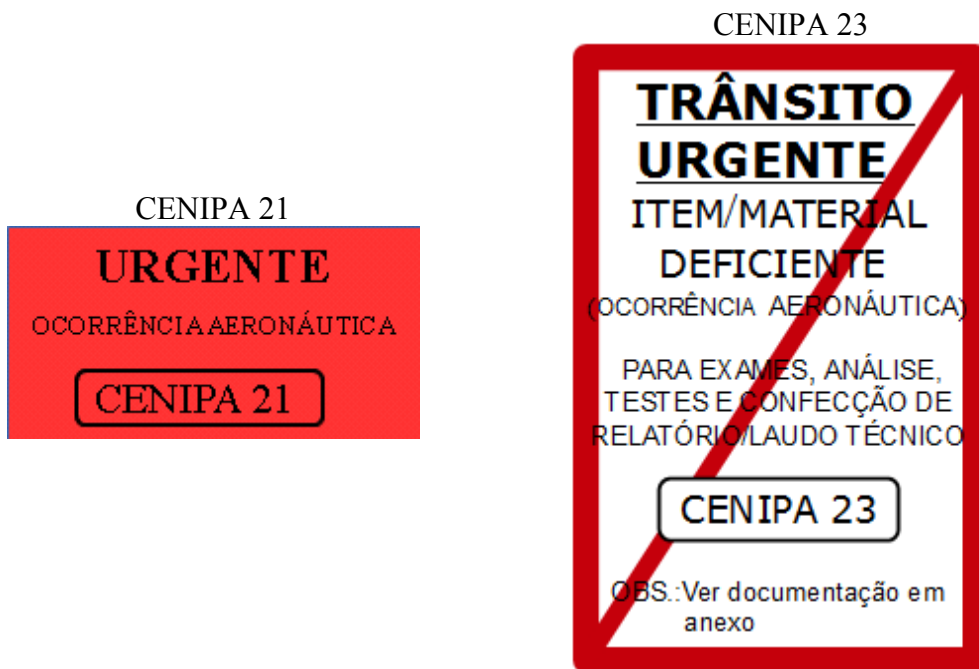 CENIPA 21
URGENTE
OCORRÊNCIA AERONÁUTICA
CENIPA 21
CENIPA 23
TRÂNSITO
URGENTE
ITEM/MATERIAL
DEFICIENTE
(OCORRÊNCIA AERONÁUTICA)
PARA EXAMES, ANÁLISE,
TESTES E CONFECÇÃO DE
RELATÓRIO/LAUDO TÉCNICO
CENIPA 23
OBS.:Ver documentação em
anexo